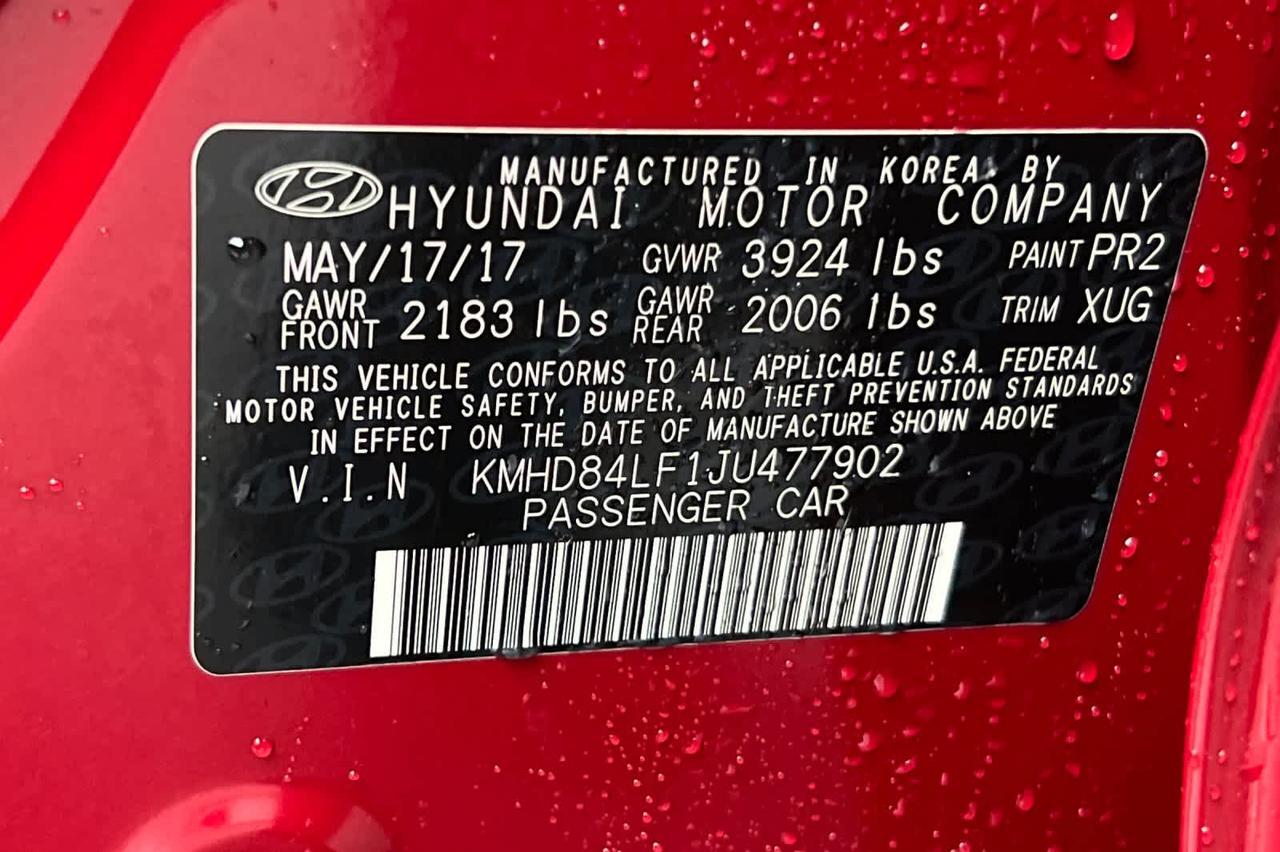 MANUFACTURED IN KOREA BY
HYUNDAI MOTOR COMPANY
MAY/17/17 GVWR 3924 lbs PAINT PR2
GAWR FRONT 2183 lbs GAWR REAR 2006 lbs TRIM XUG
THIS VEHICLE CONFORMS TO ALL APPLICABLE U.S.A. FEDERAL
MOTOR VEHICLE SAFETY, BUMPER, AND THEFT PREVENTION STANDARDS
IN EFFECT ON THE DATE OF MANUFACTURE SHOWN ABOVE
V.I.N KMHD84LF1JU477902
PASSENGER CAR